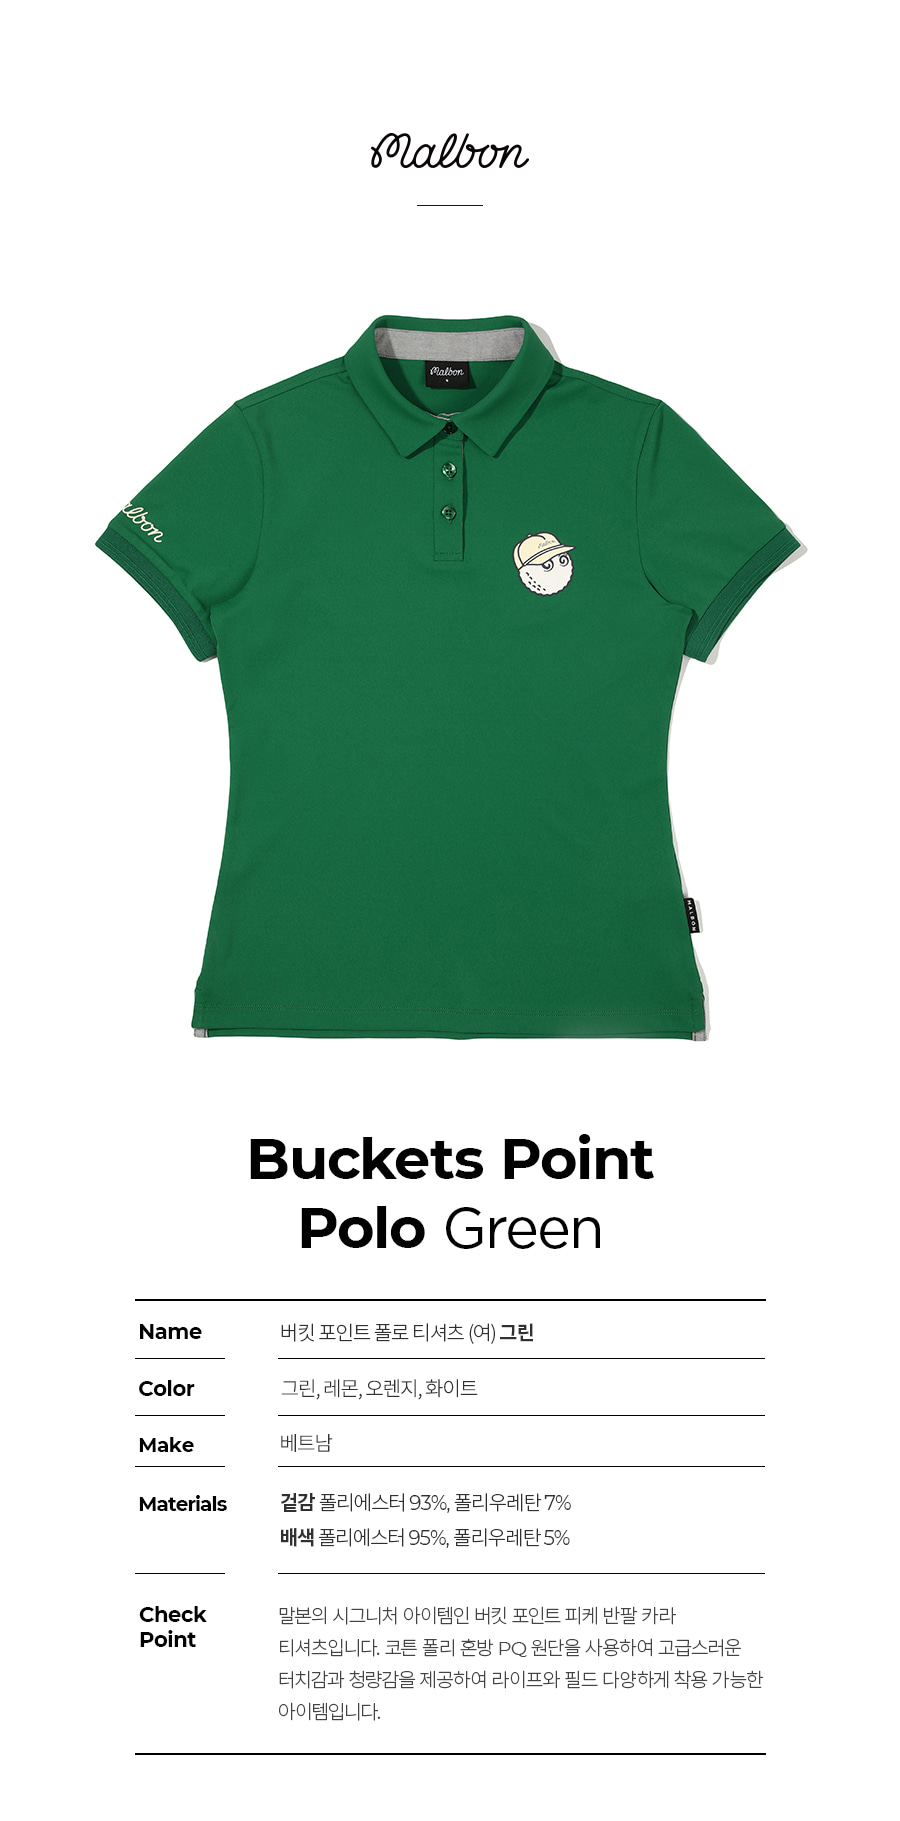 Malbon
Malbon
Malbon
MALBON
Buckets Point
Polo Green
Name 버킷 포인트 폴로 티셔츠 (여) 그린
Color 그린, 레몬, 오렌지, 화이트
Make 베트남
Materials 겉감 폴리에스터 93%, 폴리우레탄 7%
배색 폴리에스터 95%, 폴리우레탄 5%
Check
Point
말본의 시그니처 아이템인 버킷 포인트 피케 반팔 카라
티셔츠입니다. 코튼 폴리 혼방 PQ 원단을 사용하여 고급스러운
터치감과 청량감을 제공하여 라이프와 필드 다양하게 착용 가능한
아이템입니다.